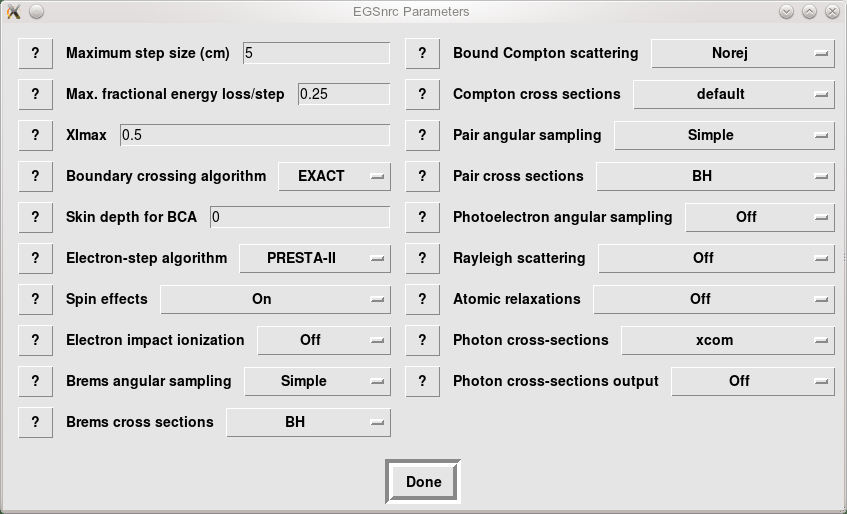 EGSnrc Parameters
? Maximum step size (cm) 5
? Max. fractional energy loss/step 0.25
? XImax 0.5
? Boundary crossing algorithm EXACT
? Skin depth for BCA 0
? Electron-step algorithm PRESTA-II
? Spin effects On
? Electron impact ionization Off
? Brems angular sampling Simple
? Brems cross sections BH
? Bound Compton scattering Norej
? Compton cross sections default
? Pair angular sampling Simple
? Pair cross sections BH
? Photoelectron angular sampling Off
? Rayleigh scattering Off
? Atomic relaxations Off
? Photon cross-sections xcom
? Photon cross-sections output Off
Done